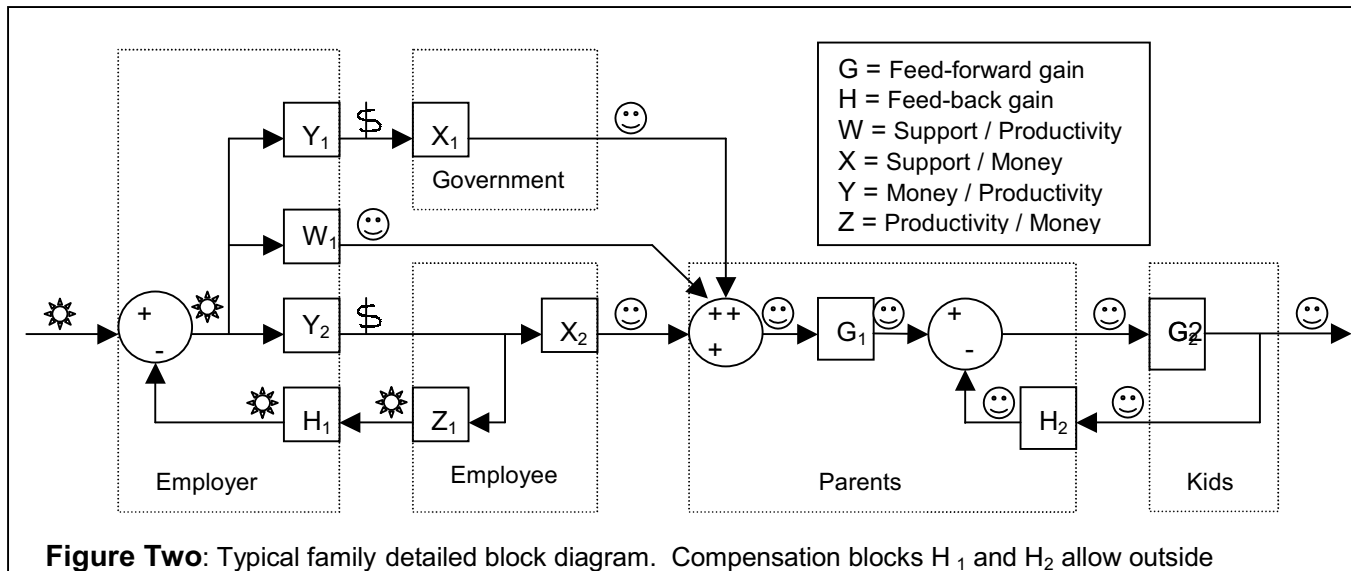 G = Feed-forward gain
H = Feed-back gain
W = Support / Productivity
X = Support / Money
Y = Money / Productivity
Z = Productivity / Money
Y1 $ X1
Government
W1
+ Y2 $ X2 ++ G1 + G2
- + -
H1 Z1 H2
Employer Employee Parents Kids
Figure Two: Typical family detailed block diagram. Compensation blocks H 1 and H2 allow outside